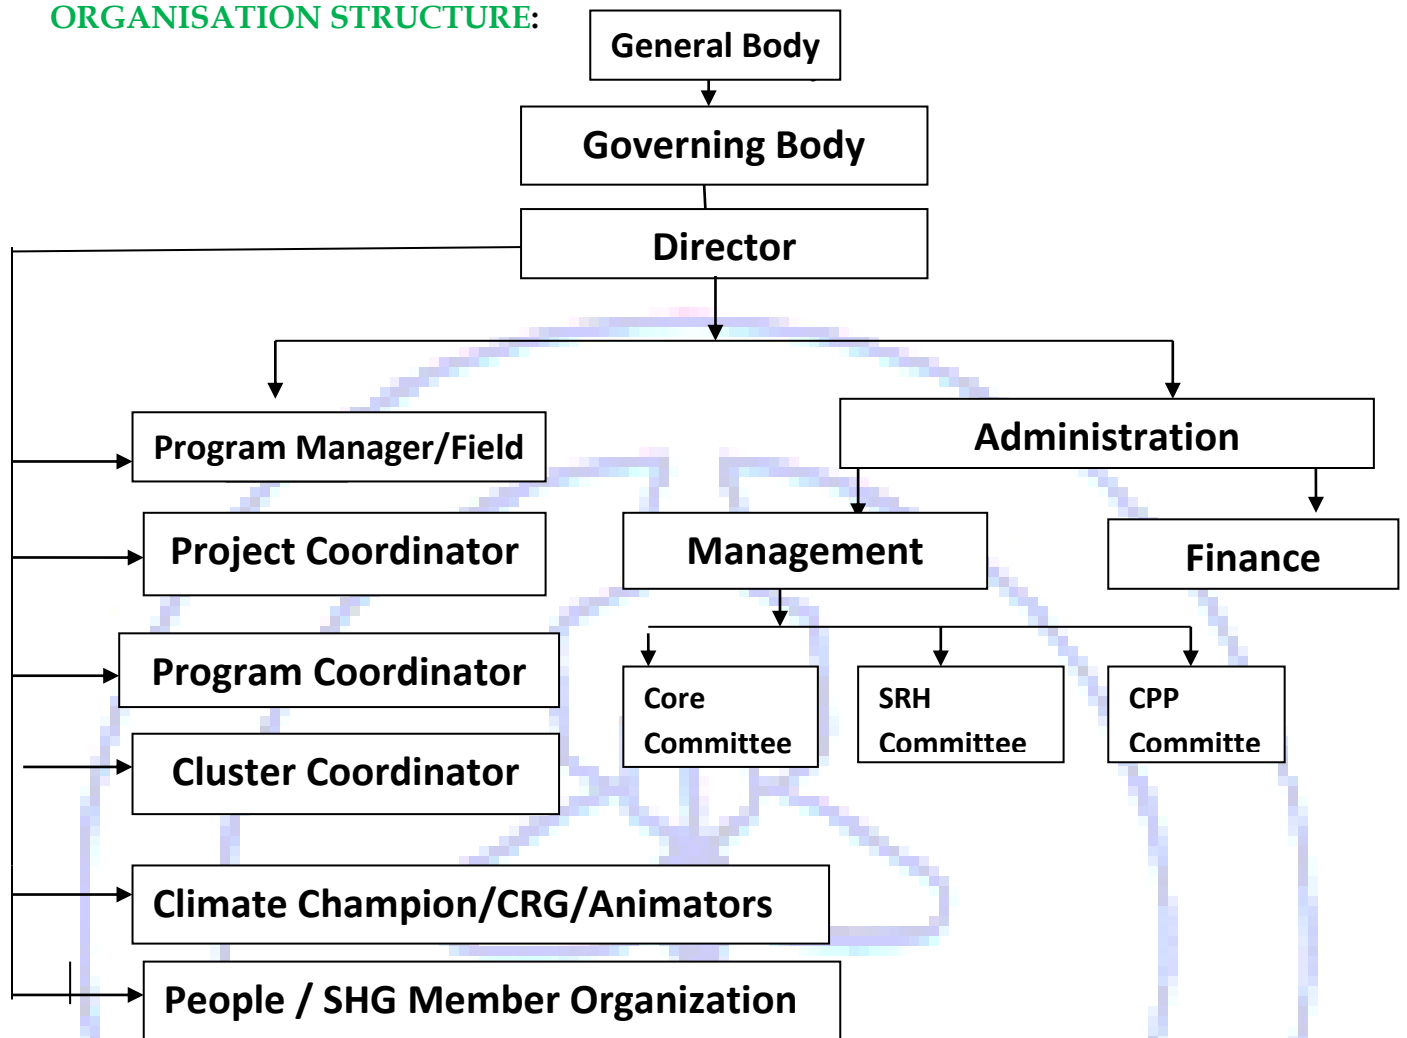 ORGANISATION STRUCTURE:
General Body
Governing Body
Director
Program Manager/Field
Administration
Project Coordinator
Management
Finance
Program Coordinator
Core
Committee
SRH
Committee
CPP
Committe
Cluster Coordinator
Climate Champion/CRG/Animators
People / SHG Member Organization